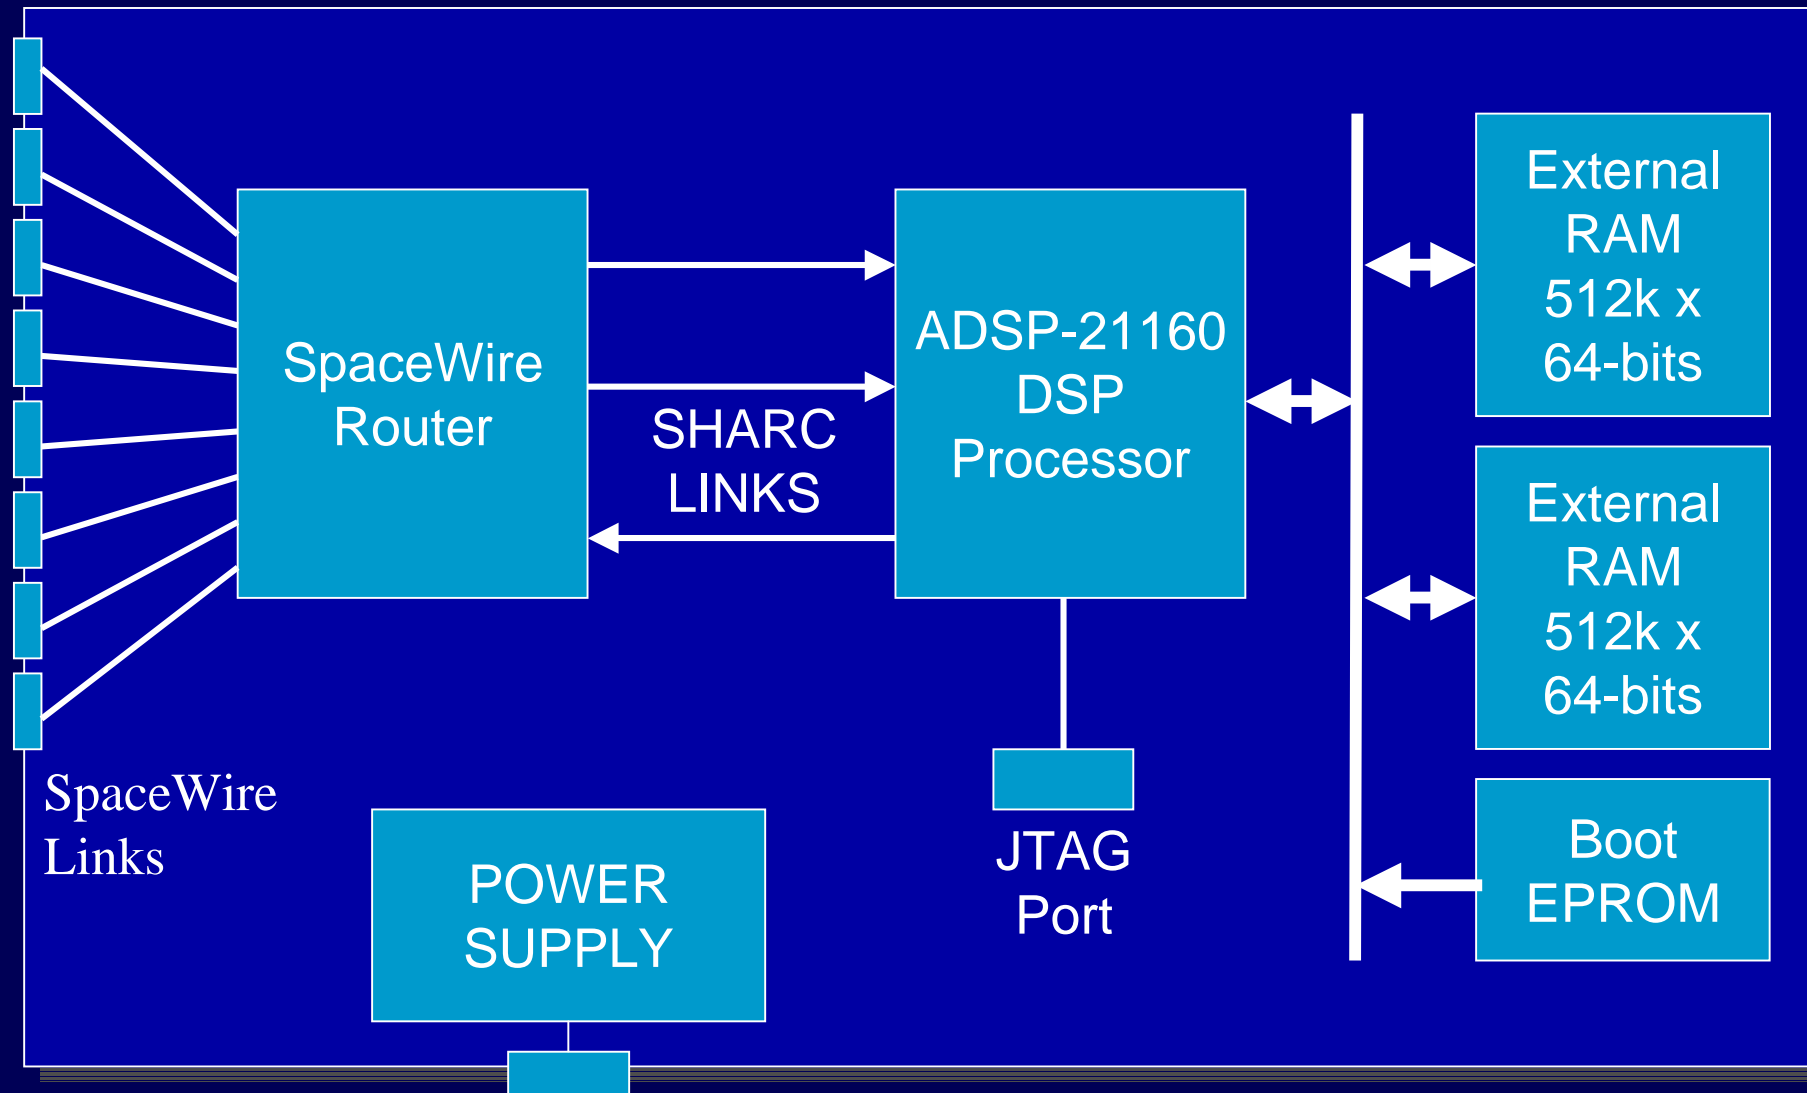 SpaceWire
Router
SHARC
LINKS
ADSP-21160
DSP
Processor
External
RAM
512k x
64-bits
External
RAM
512k x
64-bits
Boot
EPROM
SpaceWire
Links
POWER
SUPPLY
JTAG
Port